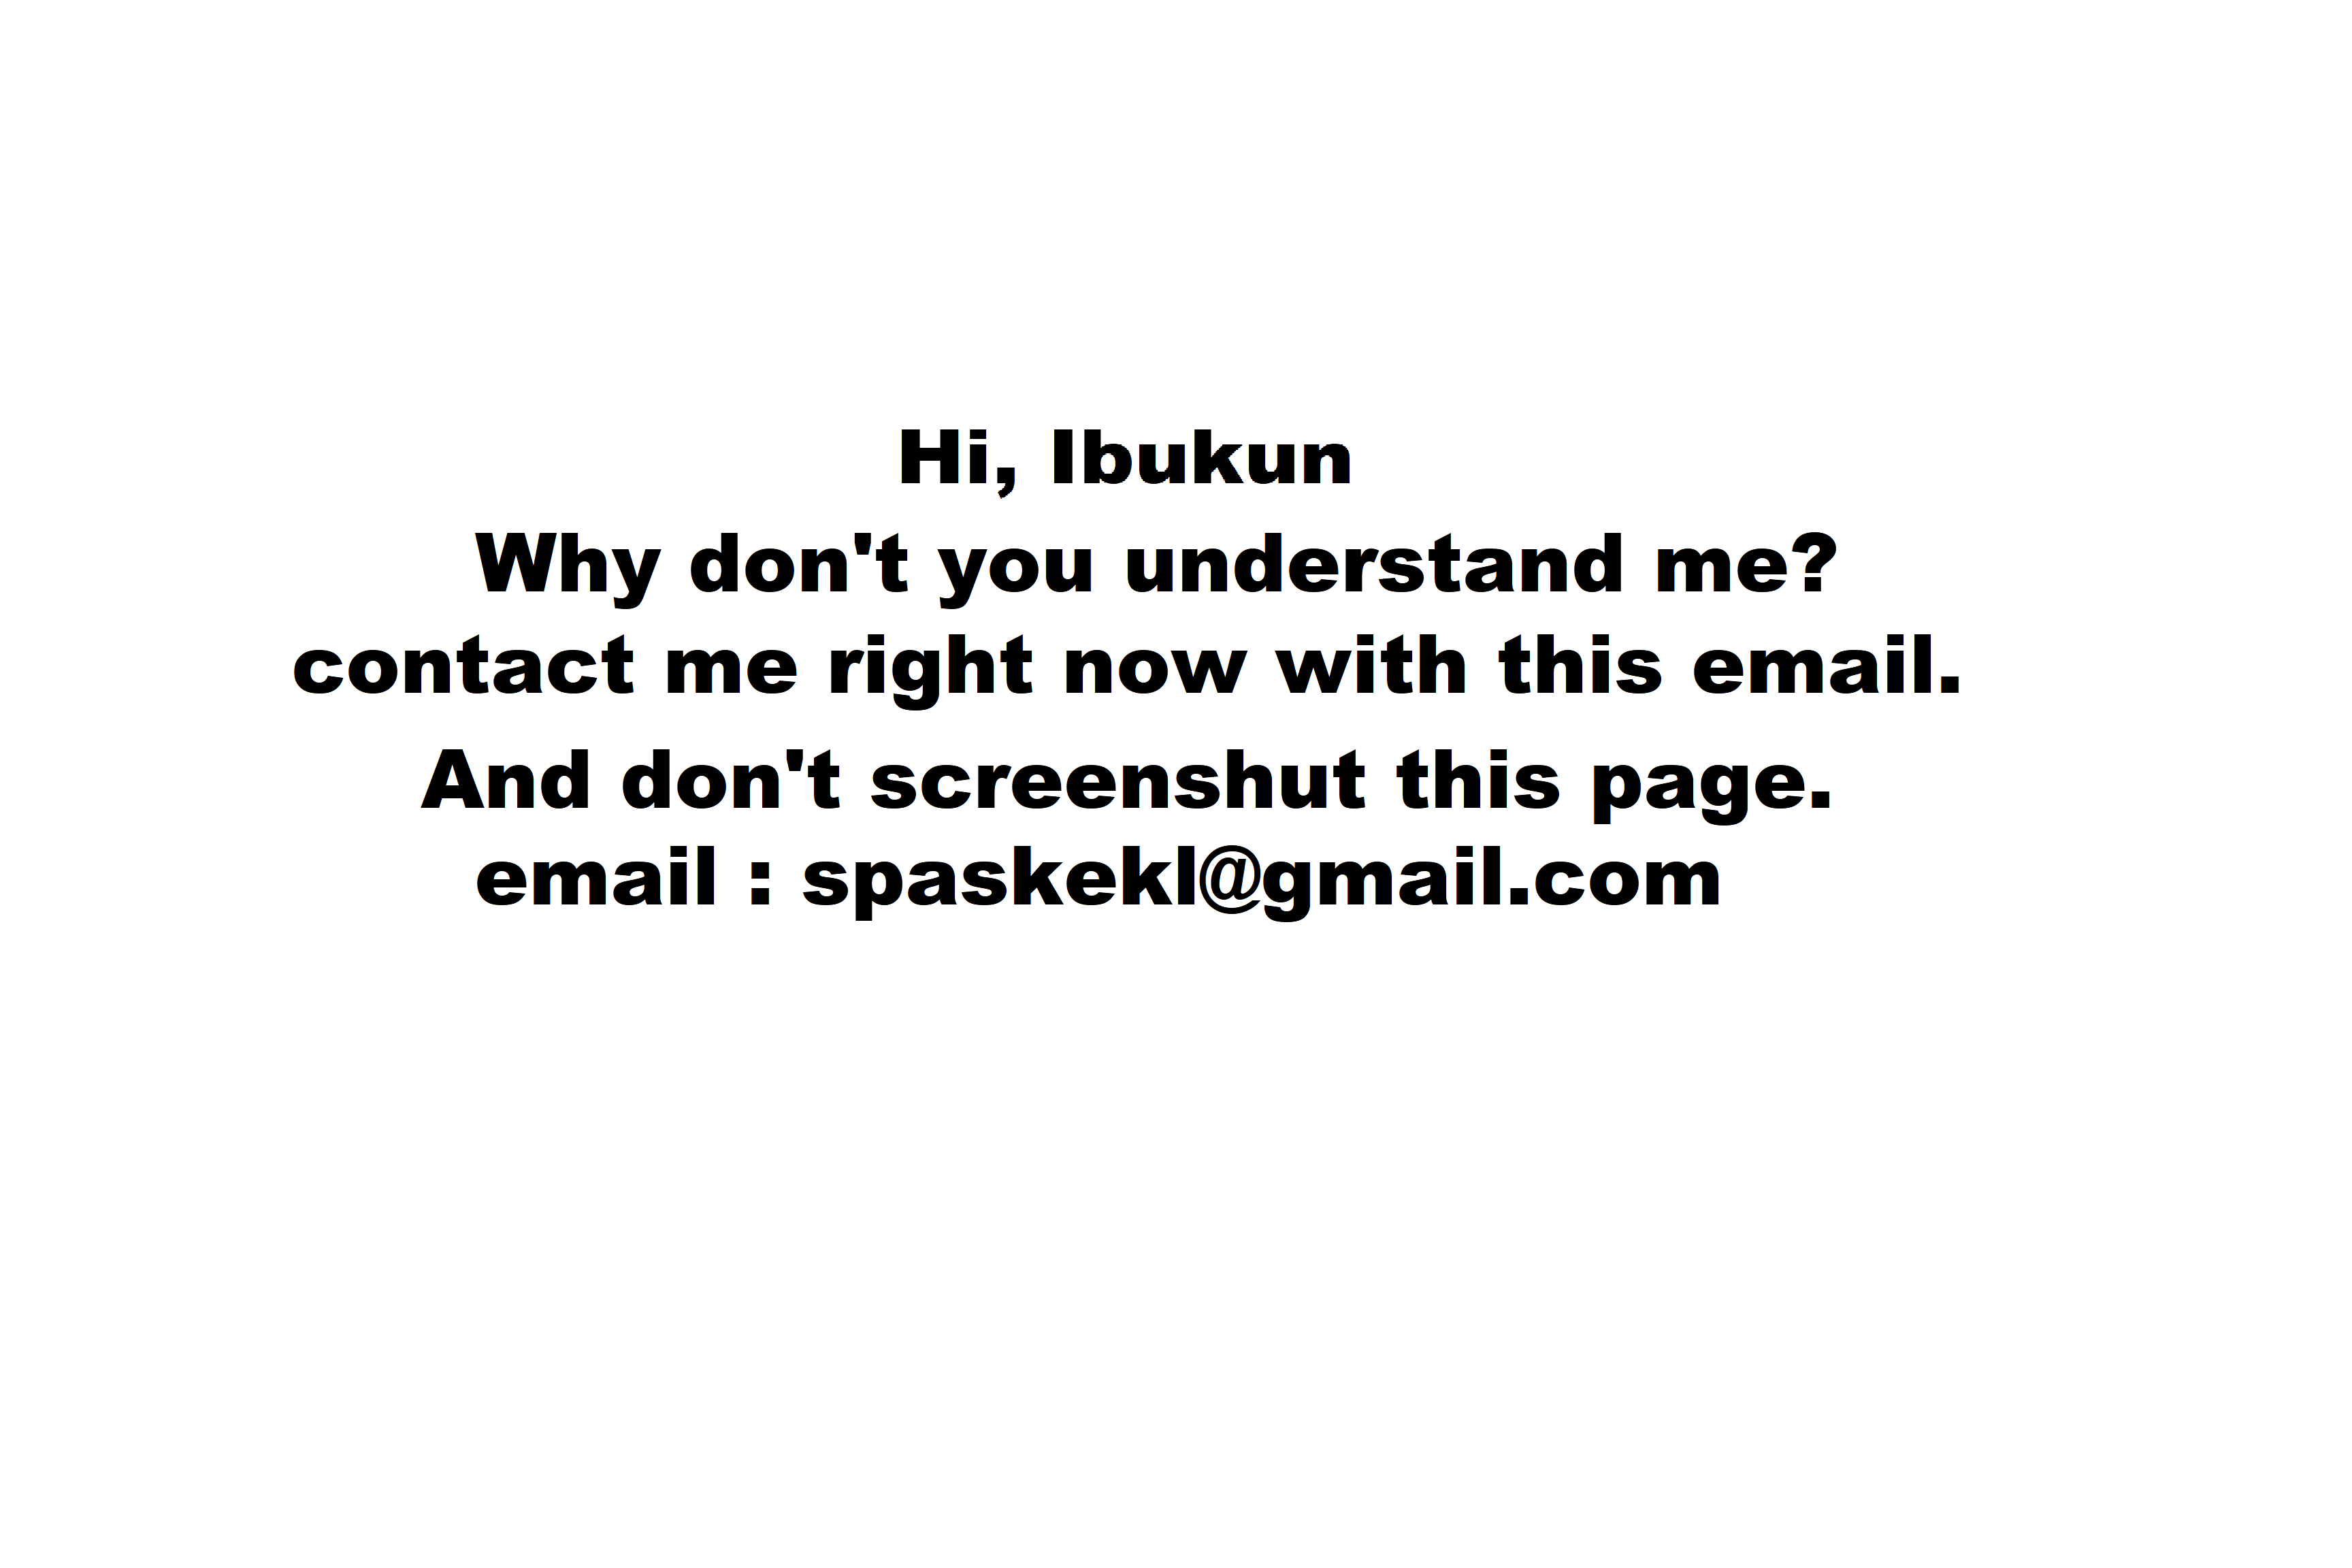 Hi, Ibukun
Why don't you understand me?
contact me right now with this email.
And don't screenshut this page.
email : spaskekl@gmail.com